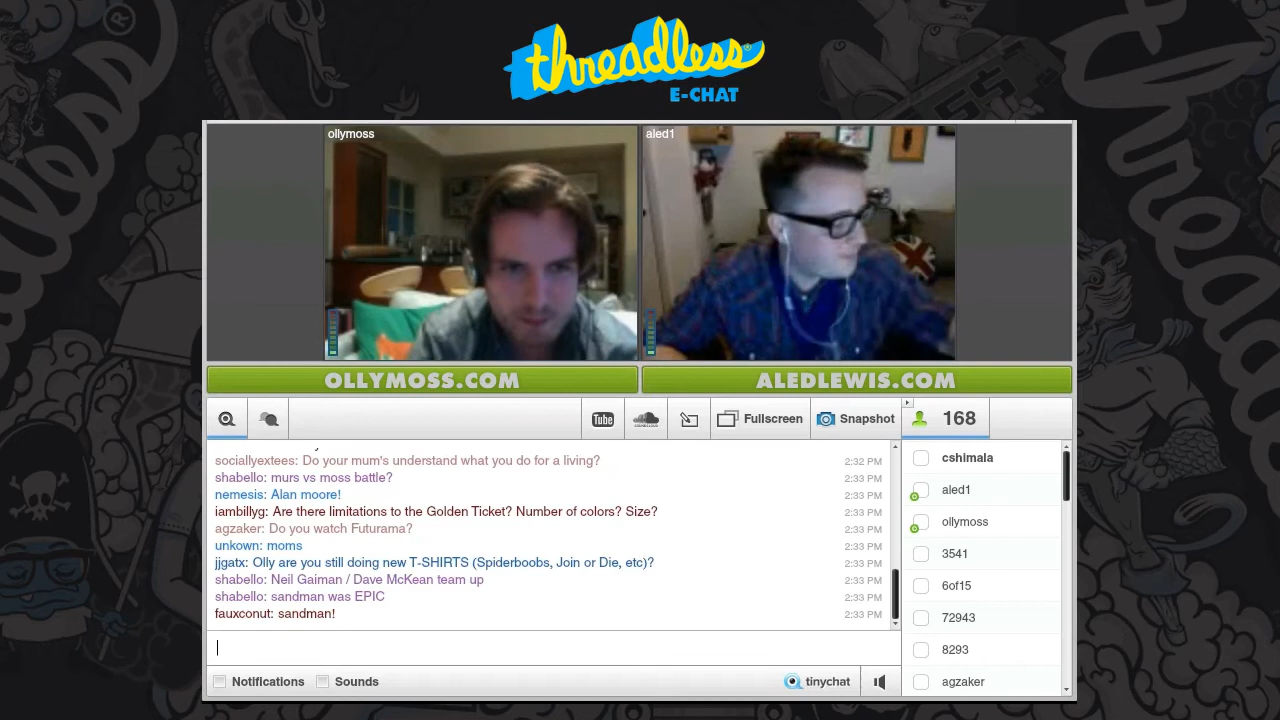 threadless
E-CHAT
ollymoss
aled1
OLLYMOSS.COM
ALEDLEWIS.COM
You Tube
SOUNDCLOUD
Fullscreen
Snapshot
168
sociallyextees: Do your mum's understand what you do for a living? 2:32 PM
shabello: murs vs moss battle? 2:33 PM
nemesis: Alan moore! 2:33 PM
iambillyg: Are there limitations to the Golden Ticket? Number of colors? Size? 2:33 PM
agzaker: Do you watch Futurama? 2:33 PM
unkown: moms 2:33 PM
jjgatx: Olly are you still doing new T-SHIRTS (Spiderboobs, Join or Die, etc)? 2:33 PM
shabello: Neil Gaiman / Dave McKean team up 2:33 PM
shabello: sandman was EPIC 2:33 PM
fauxconut: sandman! 2:33 PM
cshimala
aled1
ollymoss
3541
6of15
72943
8293
agzaker
Notifications
Sounds
tinychat
threadless
threadless